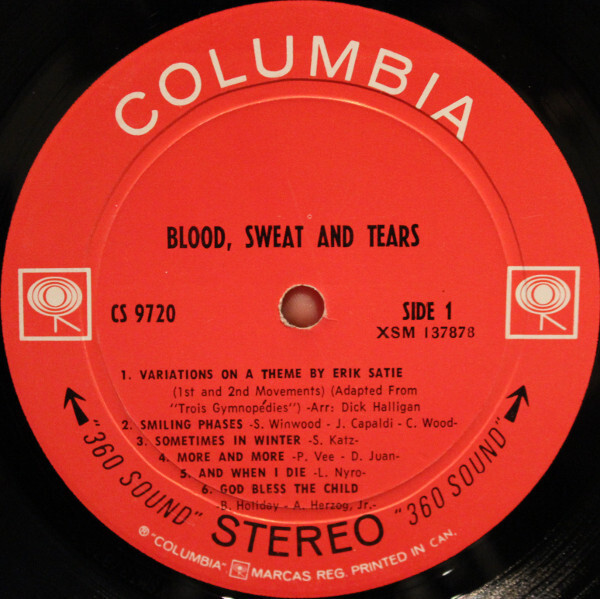 COLUMBIA
BLOOD, SWEAT AND TEARS
CS 9720
SIDE 1
XSM 137878
1. VARIATIONS ON A THEME BY ERIK SATIE
(1st and 2nd Movements) (Adapted From
"Trois Gymnopédies") -Arr: Dick Halligan
2. SMILING PHASES -S. Winwood - J. Capaldi - C. Wood-
3. SOMETIMES IN WINTER -S. Katz-
4. MORE AND MORE -P. Vee - D. Juan-
5. AND WHEN I DIE -L. Nyro-
6. GOD BLESS THE CHILD
-B. Holiday - A. Herzog, Jr.-
"360 SOUND" STEREO "360 SOUND"
® "COLUMBIA" MARCAS REG. PRINTED IN CAN.